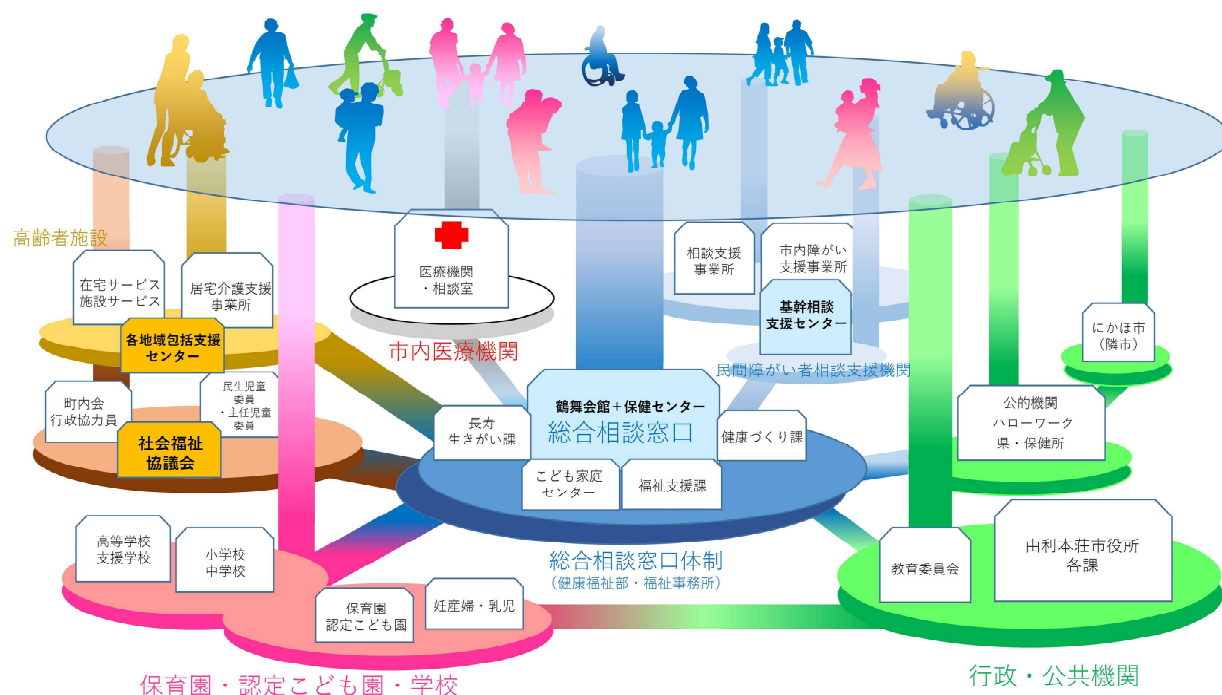 高齢者施設
在宅サービス
施設サービス
居宅介護支援
事業所
各地域包括支援
センター
町内会
行政協力員
民生児童
委員
・主任児童
委員
社会福祉
協議会
医療機関
・相談室
市内医療機関
相談支援
事業所
市内障がい
支援事業所
基幹相談
支援センター
民間障がい者相談支援機関
にかほ市
（隣市）
公的機関
ハローワーク
県・保健所
鶴舞会館＋保健センター
総合相談窓口
長寿
生きがい課
健康づくり課
こども家庭
センター
福祉支援課
総合相談窓口体制
（健康福祉部・福祉事務所）
高等学校
支援学校
小学校
中学校
保育園
認定こども園
妊産婦・乳児
保育園・認定こども園・学校
教育委員会
由利本荘市役所
各課
行政・公共機関